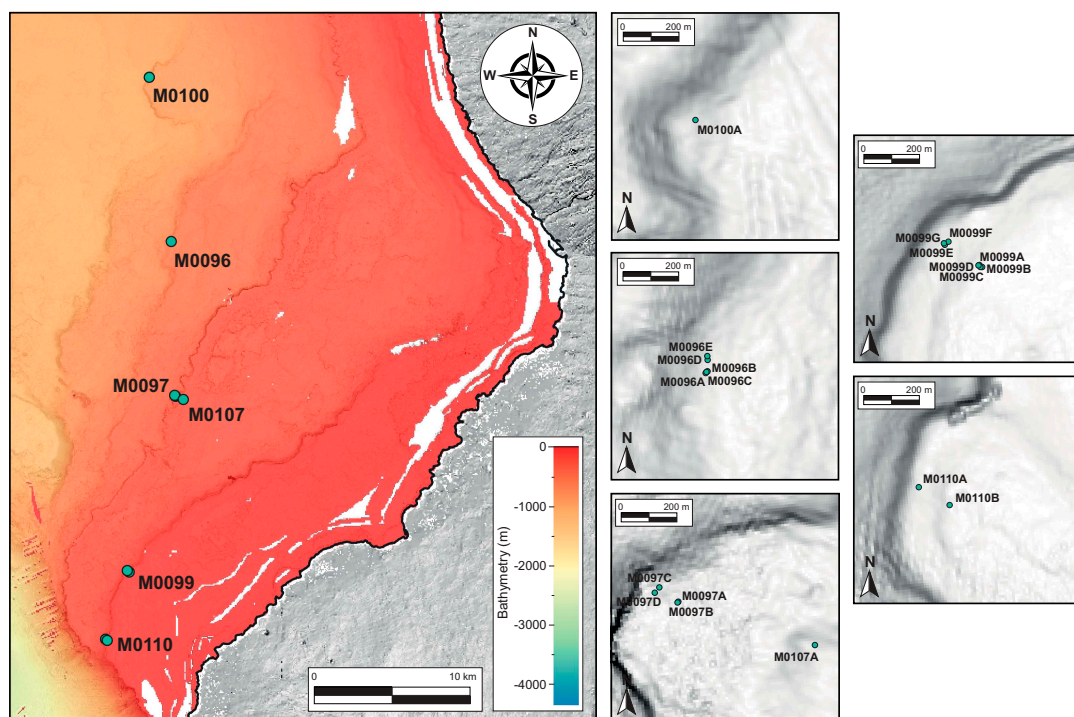 N
W
E
S
M0100
M0096
M0097
M0107
M0099
M0110
0
10 km
Bathymetry (m)
0
-1000
-2000
-3000
-4000
0
200 m
M0100A
N
0
200 m
M0096E
M0096D
M0096B
M0096A
M0096C
N
0
200 m
M0097C
M0097D
M0097A
M0097B
M0107A
N
0
200 m
M0099G
M0099F
M0099E
M0099A
M0099D
M0099B
M0099C
N
0
200 m
M0110A
M0110B
N